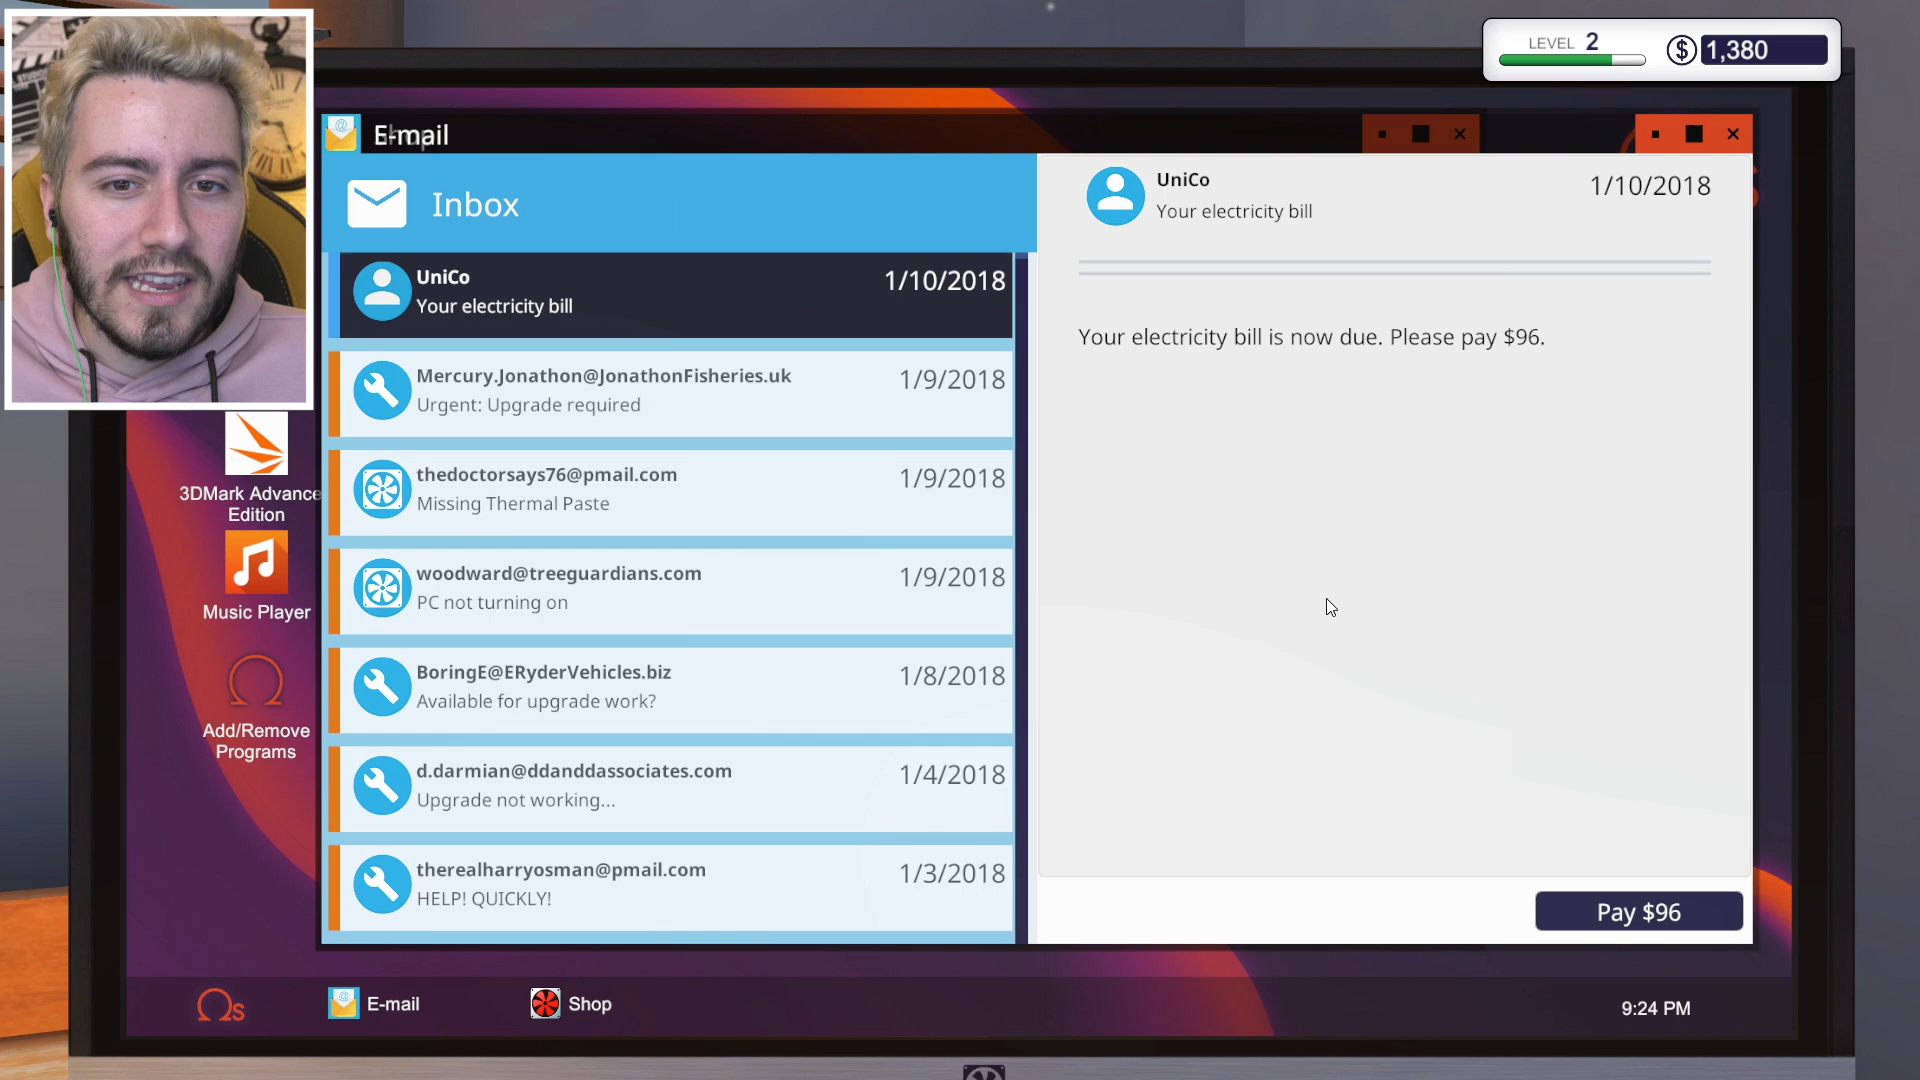 LEVEL 2
$ 1,380
E-mail
Inbox
UniCo
Your electricity bill
1/10/2018
Mercury.Jonathon@JonathonFisheries.uk
Urgent: Upgrade required
1/9/2018
thedoctorsays76@pmail.com
Missing Thermal Paste
1/9/2018
woodward@treeguardians.com
PC not turning on
1/9/2018
BoringE@ERyderVehicles.biz
Available for upgrade work?
1/8/2018
d.darmian@ddanddassociates.com
Upgrade not working...
1/4/2018
therealharryosman@pmail.com
HELP! QUICKLY!
1/3/2018
UniCo
Your electricity bill
1/10/2018
Your electricity bill is now due. Please pay $96.
Pay $96
3DMark Advance
Edition
Music Player
Add/Remove
Programs
Ωs
E-mail
Shop
9:24 PM